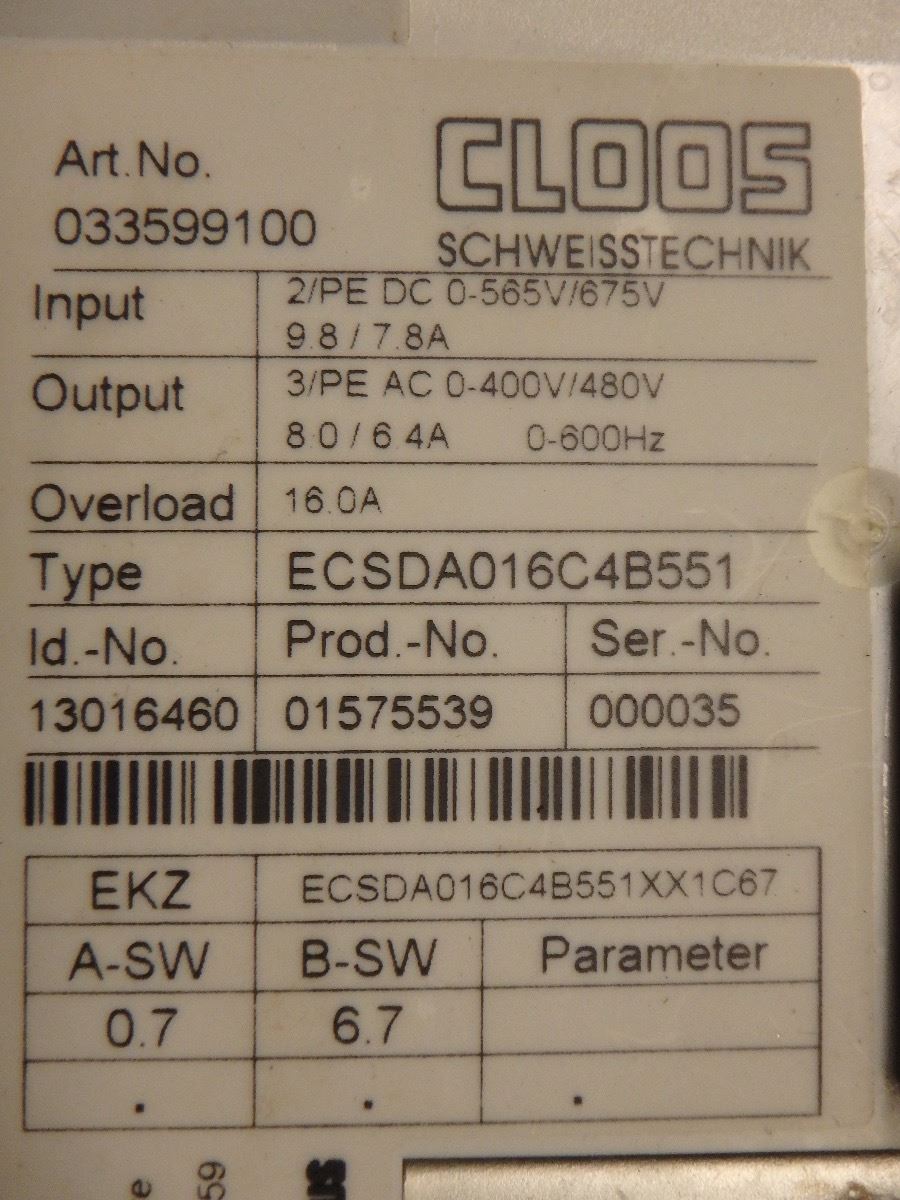 Art.No.
033599100
CLOOS
SCHWEISSTECHNIK
Input 2/PE DC 0-565V/675V
9.8 / 7.8A
Output 3/PE AC 0-400V/480V
8.0 / 6.4A 0-600Hz
Overload 16.0A
Type ECSDA016C4B551
Id.-No. Prod.-No. Ser.-No.
13016460 01575539 000035
EKZ ECSDA016C4B551XX1C67
A-SW B-SW Parameter
0.7 6.7
. . .
59